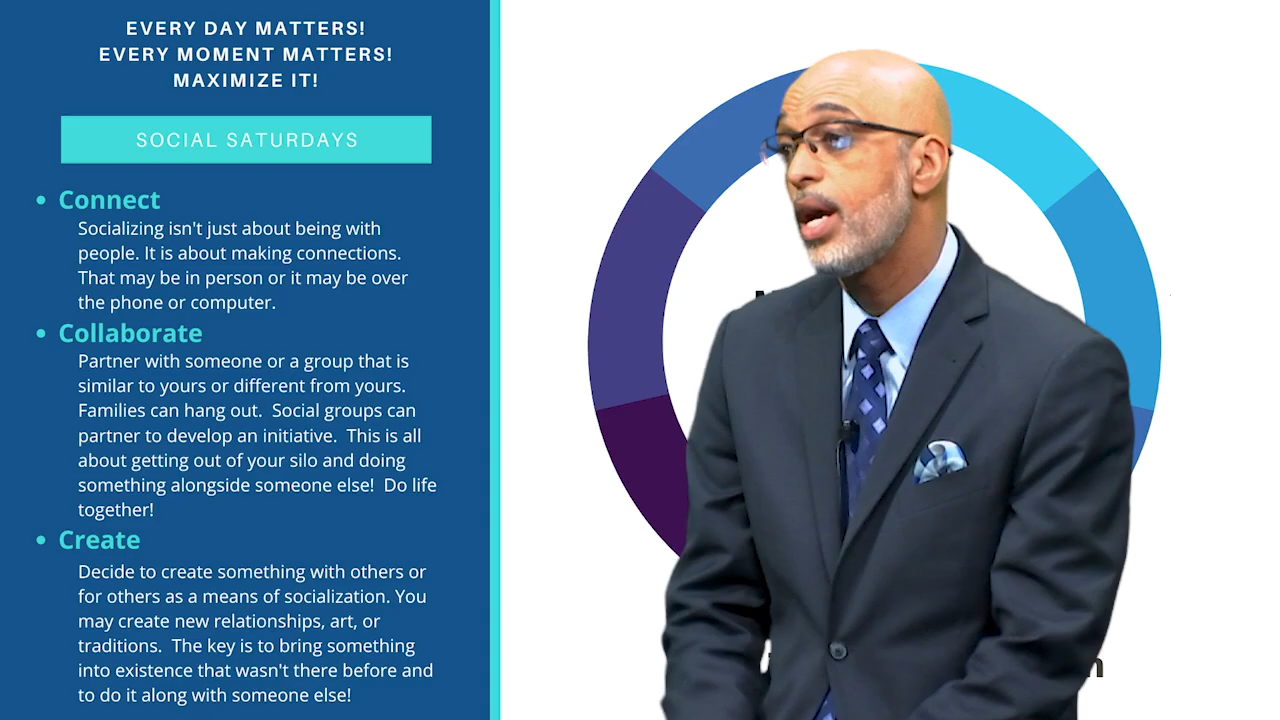 EVERY DAY MATTERS!
EVERY MOMENT MATTERS!
MAXIMIZE IT!
SOCIAL SATURDAYS
• Connect
Socializing isn't just about being with
people. It is about making connections.
That may be in person or it may be over
the phone or computer.
• Collaborate
Partner with someone or a group that is
similar to yours or different from yours.
Families can hang out.  Social groups can
partner to develop an initiative.  This is all
about getting out of your silo and doing
something alongside someone else!  Do life
together!
• Create
Decide to create something with others or
for others as a means of socialization. You
may create new relationships, art, or
traditions.  The key is to bring something
into existence that wasn't there before and
to do it along with someone else!